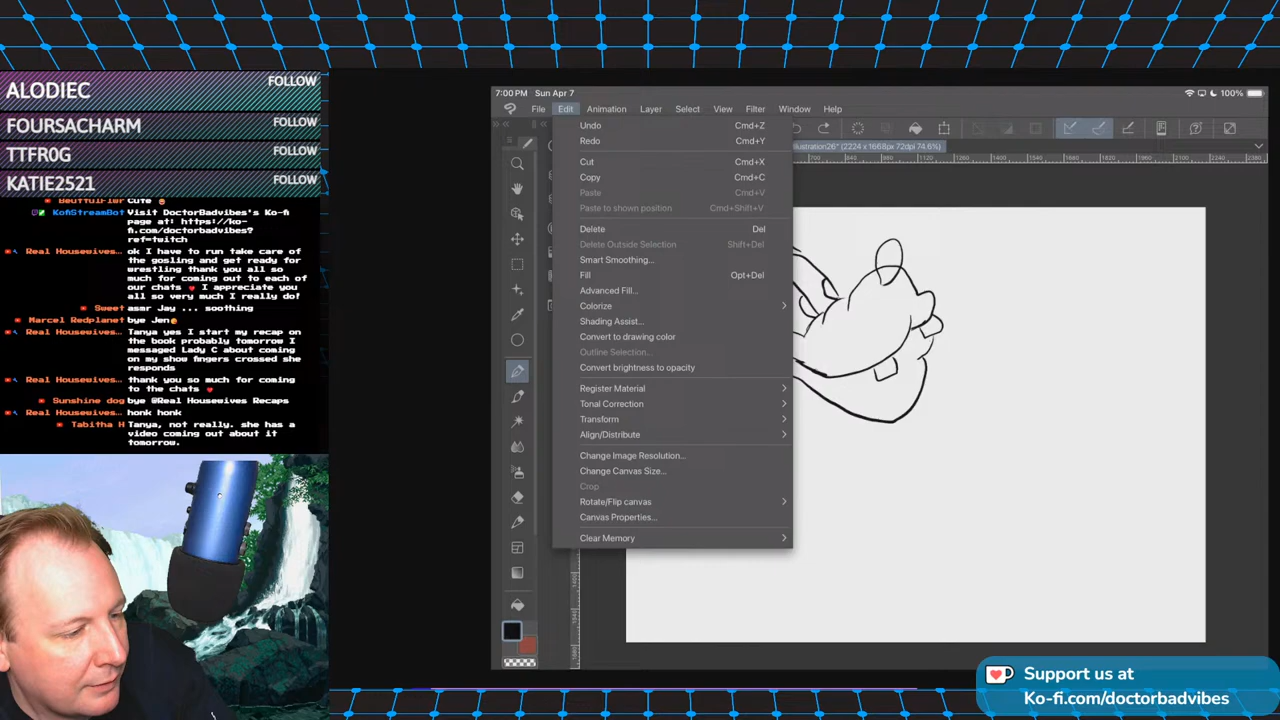 ALODIEC FOLLOW
FOURSACHARM FOLLOW
TTFR0G FOLLOW
KATIE2521 FOLLOW
BeutfulFlwr Cute
KofiStreamBot Visit DoctorBadvibes's Ko-fi
page at: https://ko-
fi.com/doctorbadvibes?
ref=twitch
Real Housewives... ok I have to run take care of
the gosling and get ready for
wrestling thank you all so
much for coming out to each of
our chats ❤ I appreciate you
all so very much I really do!
Sweet asmr Jay ... soothing
Marcel Redplanet bye Jen
Real Housewives... Tanya yes I start my recap on
the book probably tomorrow I
messaged Lady C about coming
on my show fingers crossed she
responds
Real Housewives... thank you so much for coming
to the chats ❤
Sunshine dog bye @Real Housewives Recaps
Real Housewives... honk honk
Tabitha H Tanya, not really. she has a
video coming out about it
tomorrow.
7:00 PM Sun Apr 7 100%
File Edit Animation Layer Select View Filter Window Help
Undo Cmd+Z
Redo Cmd+Y
Cut Cmd+X
Copy Cmd+C
Paste Cmd+V
Paste to shown position Cmd+Shift+V
Delete Del
Delete Outside Selection Shift+Del
Smart Smoothing...
Fill Opt+Del
Advanced Fill...
Colorize
Shading Assist...
Convert to drawing color
Outline Selection...
Convert brightness to opacity
Register Material
Tonal Correction
Transform
Align/Distribute
Change Image Resolution...
Change Canvas Size...
Crop
Rotate/Flip canvas
Canvas Properties...
Clear Memory
llustration26* (2224 x 1668px 72dpi 74.6%)
Support us at
Ko-fi.com/doctorbadvibes